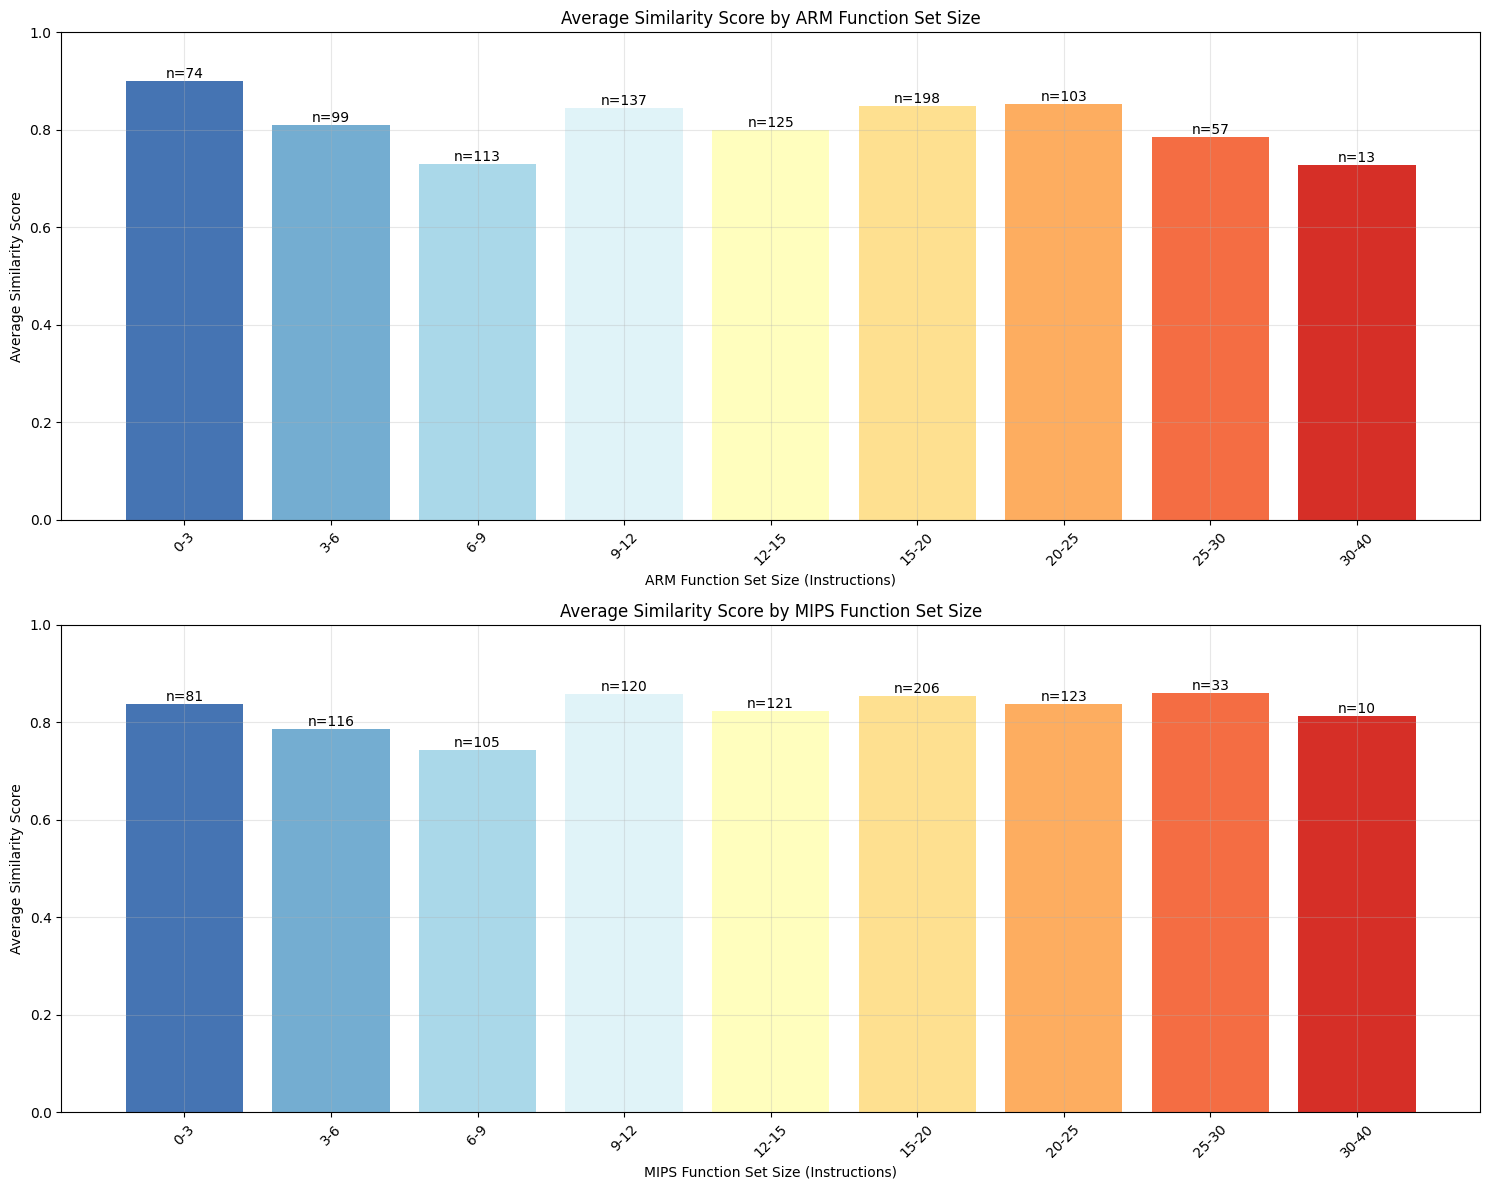 Average Similarity Score by ARM Function Set Size
1.0
0.8
0.6
0.4
0.2
0.0
Average Similarity Score
n=74
n=99
n=113
n=137
n=125
n=198
n=103
n=57
n=13
0-3
3-6
6-9
9-12
12-15
15-20
20-25
25-30
30-40
ARM Function Set Size (Instructions)
Average Similarity Score by MIPS Function Set Size
1.0
0.8
0.6
0.4
0.2
0.0
Average Similarity Score
n=81
n=116
n=105
n=120
n=121
n=206
n=123
n=33
n=10
0-3
3-6
6-9
9-12
12-15
15-20
20-25
25-30
30-40
MIPS Function Set Size (Instructions)